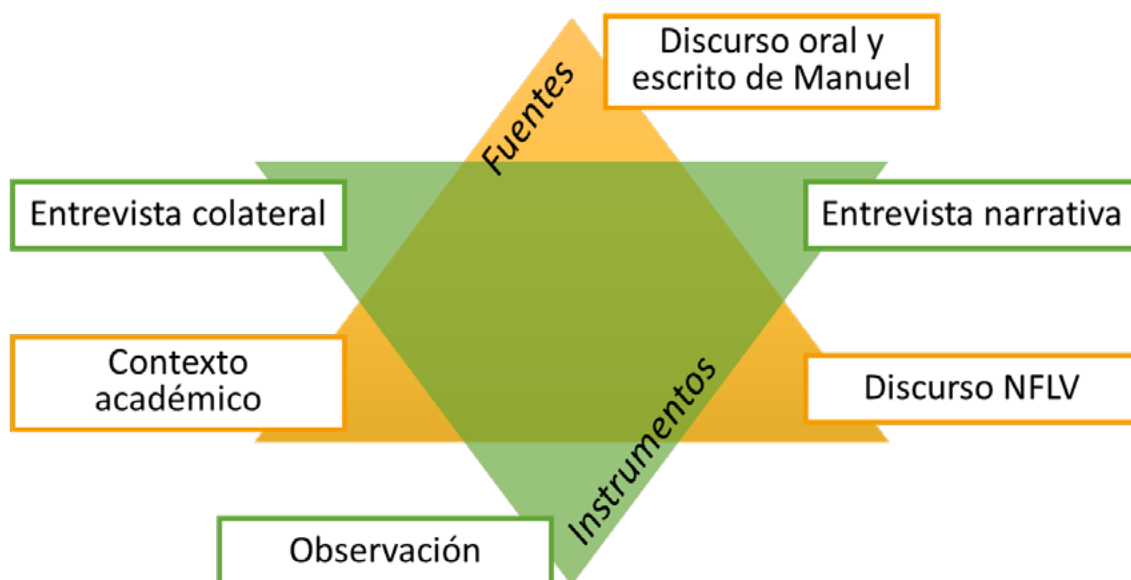 Discurso oral y
escrito de Manuel
Fuentes
Entrevista colateral
Entrevista narrativa
Contexto
académico
Discurso NFLV
Instrumentos
Observación